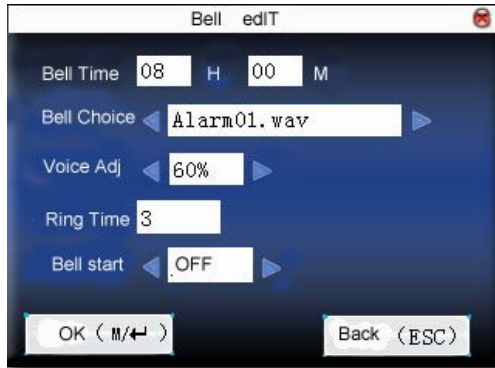 Bell edIT
Bell Time 08 H 00 M
Bell Choice Alarm01.wav
Voice Adj 60%
Ring Time 3
Bell start OFF
OK ( M/↵ ) Back (ESC)